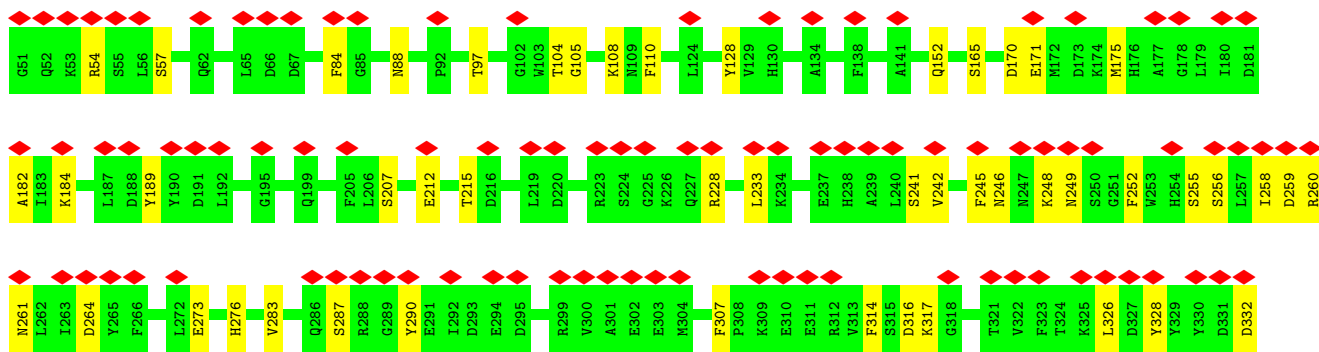 G51 Q52 K53 R54 S55 L56 S57 Q62 L65 D66 D67 F84 G85 N88 P92 T97 G102 W103 T104 G105 K108 N109 F110 L124 Y128 V129 H130 A134 F138 A141 Q152 S165 D170 E171 M172 D173 K174 M175 H176 A177 G178 L179 I180 D181
A182 I183 K184 L187 D188 Y189 Y190 D191 L192 G195 Q199 F205 L206 S207 E212 T215 D216 L219 D220 R223 S224 G225 K226 Q227 R228 L233 K234 E237 H238 A239 L240 S241 V242 F245 N246 N247 K248 N249 S250 G251 F252 W253 H254 S255 S256 L257 I258 D259 R260
N261 L262 I263 D264 Y265 F266 L272 E273 H276 V283 Q286 S287 R288 G289 Y290 E291 I292 D293 E294 D295 R299 V300 A301 E302 E303 M304 F307 P308 K309 E310 E311 R312 V313 F314 S315 D316 K317 G318 T321 V322 F323 T324 K325 L326 D327 Y328 Y329 Y330 D331 D332